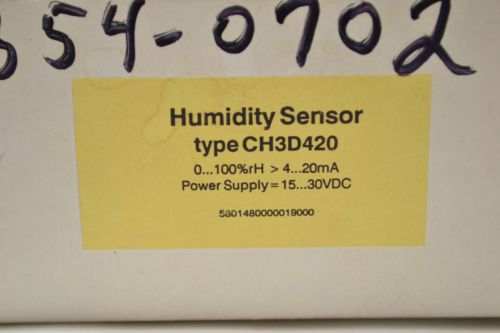 354-0702
Humidity Sensor
type CH3D420
0...100%rH > 4...20mA
Power Supply = 15...30VDC
5801480000019000